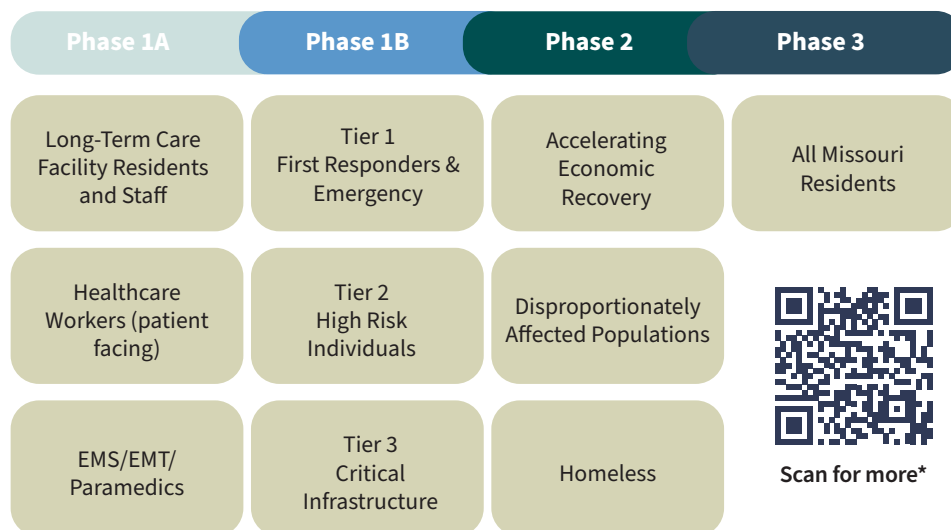 Phase 1A
Phase 1B
Phase 2
Phase 3
Long-Term Care
Facility Residents
and Staff
Tier 1
First Responders &
Emergency
Accelerating
Economic
Recovery
All Missouri
Residents
Healthcare
Workers (patient
facing)
Tier 2
High Risk
Individuals
Disproportionately
Affected Populations
EMS/EMT/
Paramedics
Tier 3
Critical
Infrastructure
Homeless
Scan for more*